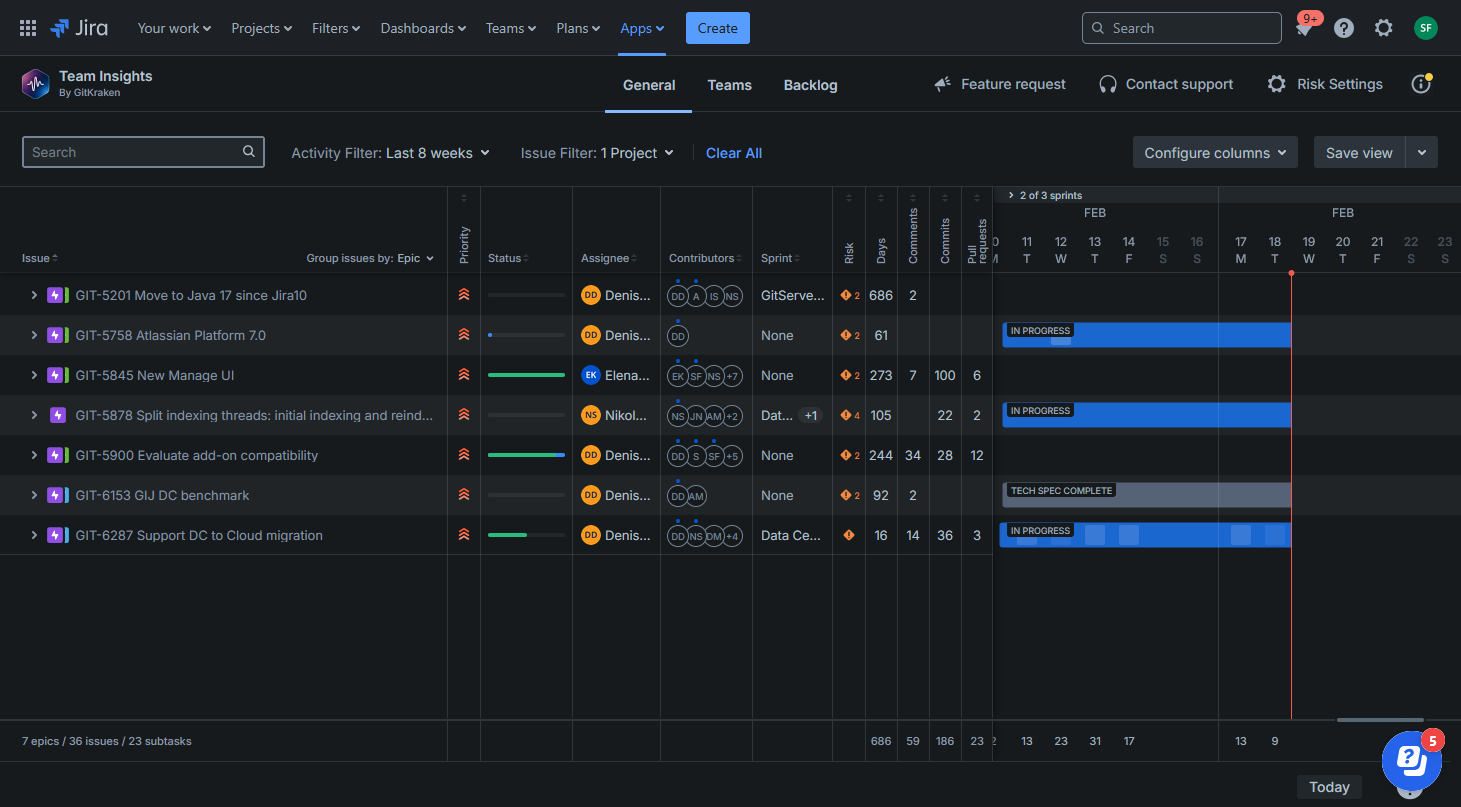 Jira Your work Projects Filters Dashboards Teams Plans Apps Create Search 9+ SF
Team Insights
By GitKraken
General Teams Backlog Feature request Contact support Risk Settings
Search Activity Filter: Last 8 weeks Issue Filter: 1 Project Clear All Configure columns Save view
2 of 3 sprints
FEB FEB
11 12 13 14 15 16 17 18 19 20 21 22 23
Issue Group issues by: Epic Priority Status Assignee Contributors Sprint Risk Days Comments Commits Pull requests T W T F S S M T W T F S S
GIT-5201 Move to Java 17 since Jira10 DD Denis... DD A IS NS GitServe... 2 686 2
GIT-5758 Atlassian Platform 7.0 DD Denis... DD None 2 61 IN PROGRESS
GIT-5845 New Manage UI EK Elena... EK SF NS +7 None 2 273 7 100 6
GIT-5878 Split indexing threads: initial indexing and reind... NS Nikol... NS JN AM +2 Dat... +1 4 105 22 2 IN PROGRESS
GIT-5900 Evaluate add-on compatibility DD Denis... DD S SF +5 None 2 244 34 28 12
GIT-6153 GIJ DC benchmark DD Denis... DD AM None 2 92 2 TECH SPEC COMPLETE
GIT-6287 Support DC to Cloud migration DD Denis... DD NS DM +4 Data Ce... 16 14 36 3 IN PROGRESS
7 epics / 36 issues / 23 subtasks 686 59 186 23 13 23 31 17 13 9
5
Today